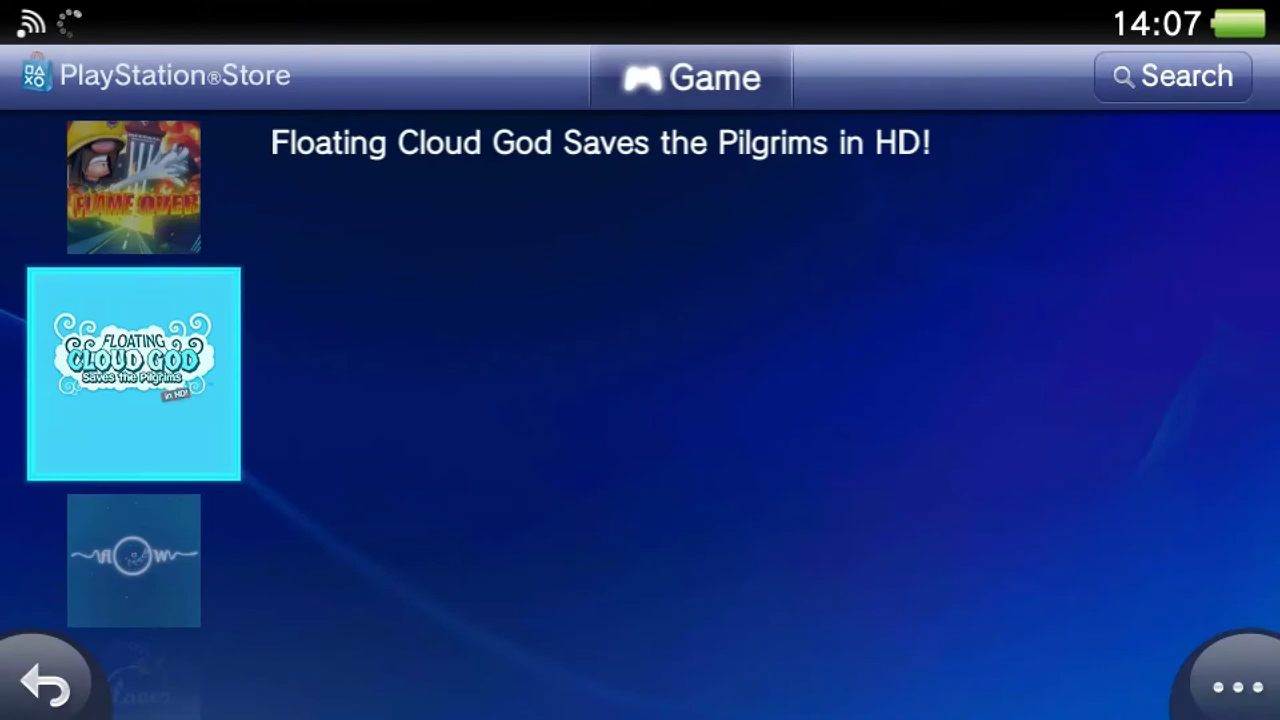 14:07
PlayStation®Store
Game
Search
FLAME OVER
Floating Cloud God Saves the Pilgrims in HD!
FLOATING
CLOUD GOD
Saves the Pilgrims
in HD!